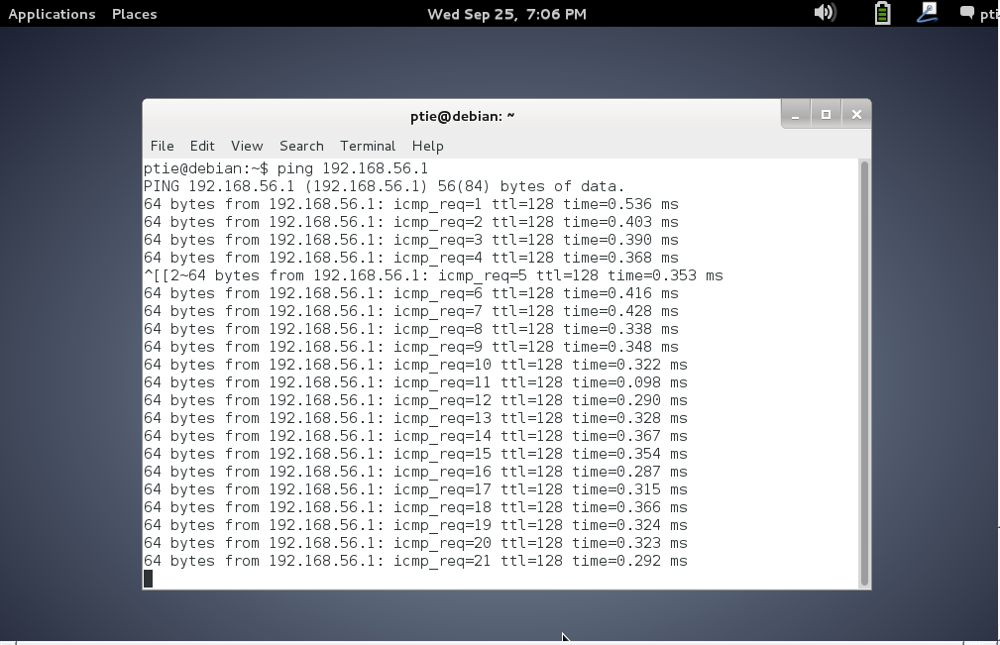 Applications Places Wed Sep 25, 7:06 PM pti
ptie@debian: ~
File Edit View Search Terminal Help
ptie@debian:~$ ping 192.168.56.1
PING 192.168.56.1 (192.168.56.1) 56(84) bytes of data.
64 bytes from 192.168.56.1: icmp_req=1 ttl=128 time=0.536 ms
64 bytes from 192.168.56.1: icmp_req=2 ttl=128 time=0.403 ms
64 bytes from 192.168.56.1: icmp_req=3 ttl=128 time=0.390 ms
64 bytes from 192.168.56.1: icmp_req=4 ttl=128 time=0.368 ms
^[[2~64 bytes from 192.168.56.1: icmp_req=5 ttl=128 time=0.353 ms
64 bytes from 192.168.56.1: icmp_req=6 ttl=128 time=0.416 ms
64 bytes from 192.168.56.1: icmp_req=7 ttl=128 time=0.428 ms
64 bytes from 192.168.56.1: icmp_req=8 ttl=128 time=0.338 ms
64 bytes from 192.168.56.1: icmp_req=9 ttl=128 time=0.348 ms
64 bytes from 192.168.56.1: icmp_req=10 ttl=128 time=0.322 ms
64 bytes from 192.168.56.1: icmp_req=11 ttl=128 time=0.098 ms
64 bytes from 192.168.56.1: icmp_req=12 ttl=128 time=0.290 ms
64 bytes from 192.168.56.1: icmp_req=13 ttl=128 time=0.328 ms
64 bytes from 192.168.56.1: icmp_req=14 ttl=128 time=0.367 ms
64 bytes from 192.168.56.1: icmp_req=15 ttl=128 time=0.354 ms
64 bytes from 192.168.56.1: icmp_req=16 ttl=128 time=0.287 ms
64 bytes from 192.168.56.1: icmp_req=17 ttl=128 time=0.315 ms
64 bytes from 192.168.56.1: icmp_req=18 ttl=128 time=0.366 ms
64 bytes from 192.168.56.1: icmp_req=19 ttl=128 time=0.324 ms
64 bytes from 192.168.56.1: icmp_req=20 ttl=128 time=0.323 ms
64 bytes from 192.168.56.1: icmp_req=21 ttl=128 time=0.292 ms